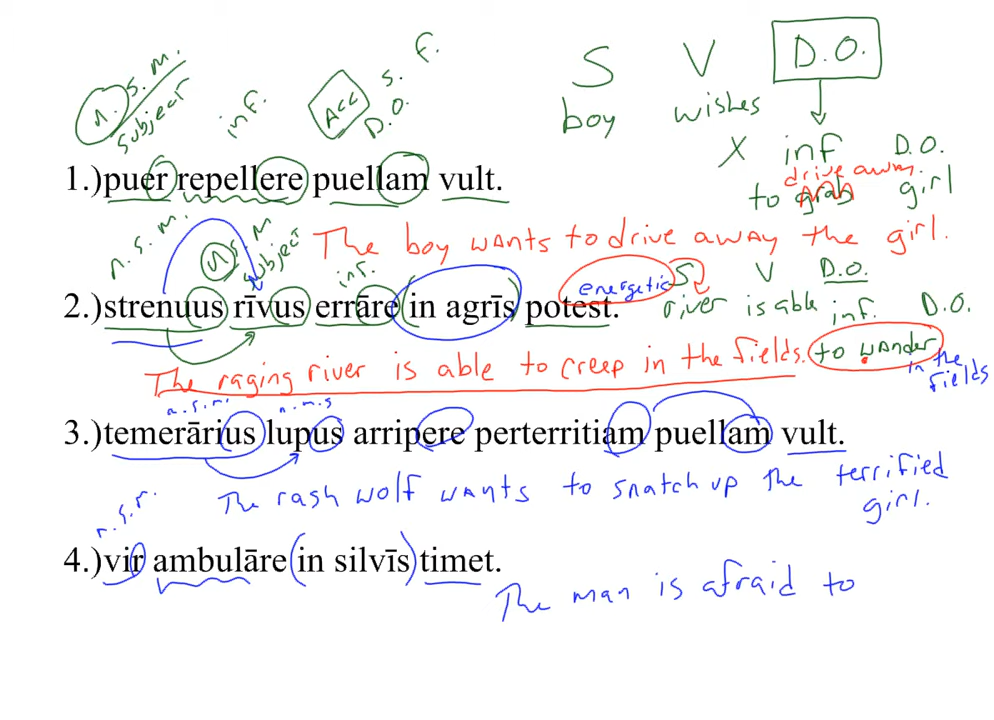 n. s. m. subject
inf.
Acc s. f. D.O.
S V D.O.
boy wishes
X inf D.O.
drive away
to grab girl
1.)puer repellere puellam vult.
The boy wants to drive away the girl.
n. s. m.
n s. m subject
inf.
energetic S V D.O.
2.)strenuus rīvus errāre(in agrīs)potest. river is able inf. D.O.
The raging river is able to creep in the fields. to wander
in the fields
n. s. m. n. m. s
3.)temerārius lupus arripere perterritiam puellam vult.
The rash wolf wants to snatch up the terrified
girl.
4.)vir ambulāre(in silvīs)timet.
The man is afraid to